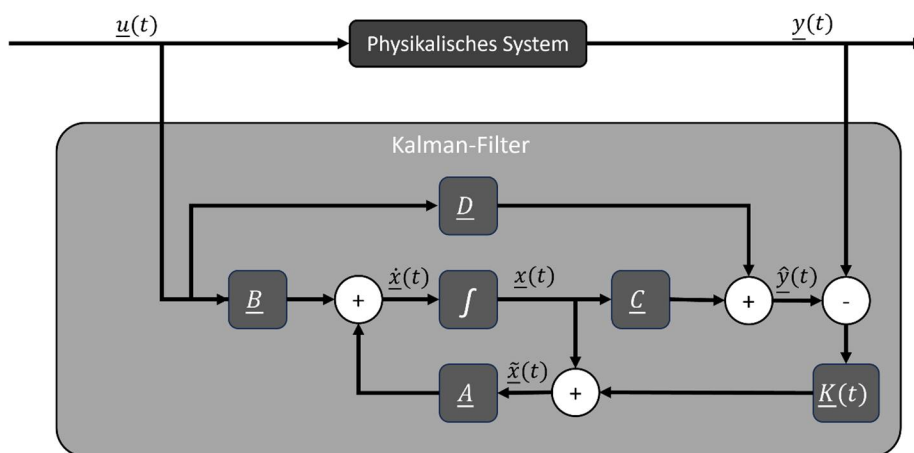 u(t)
Physikalisches System
y(t)
Kalman-Filter
D
B
+
ẋ(t)
∫
x(t)
C
+
ŷ(t)
-
A
x̃(t)
+
K(t)